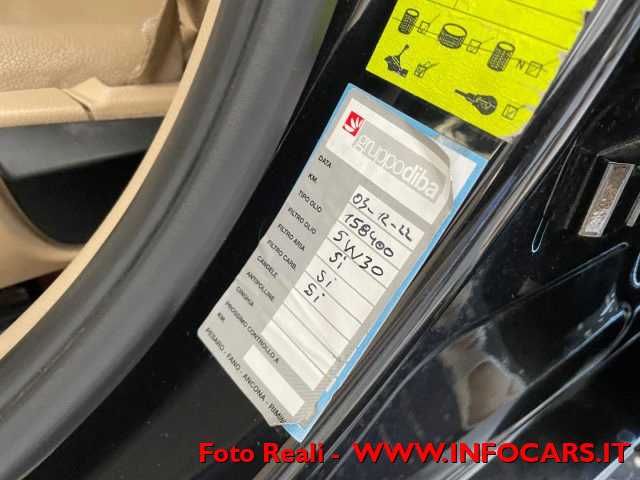 N
gruppodiba
DATA 03-12-22
KM. 158400
TIPO OLIO 5W30
FILTRO OLIO Si
FILTRO ARIA Si
FILTRO CARB. Si
CANDELE
ANTIPOLLINE
CINGHIA
PROSSIMO CONTROLLO A
KM.
PESARO - FANO - ANCONA - RIMINI
Foto Reali - WWW.INFOCARS.IT